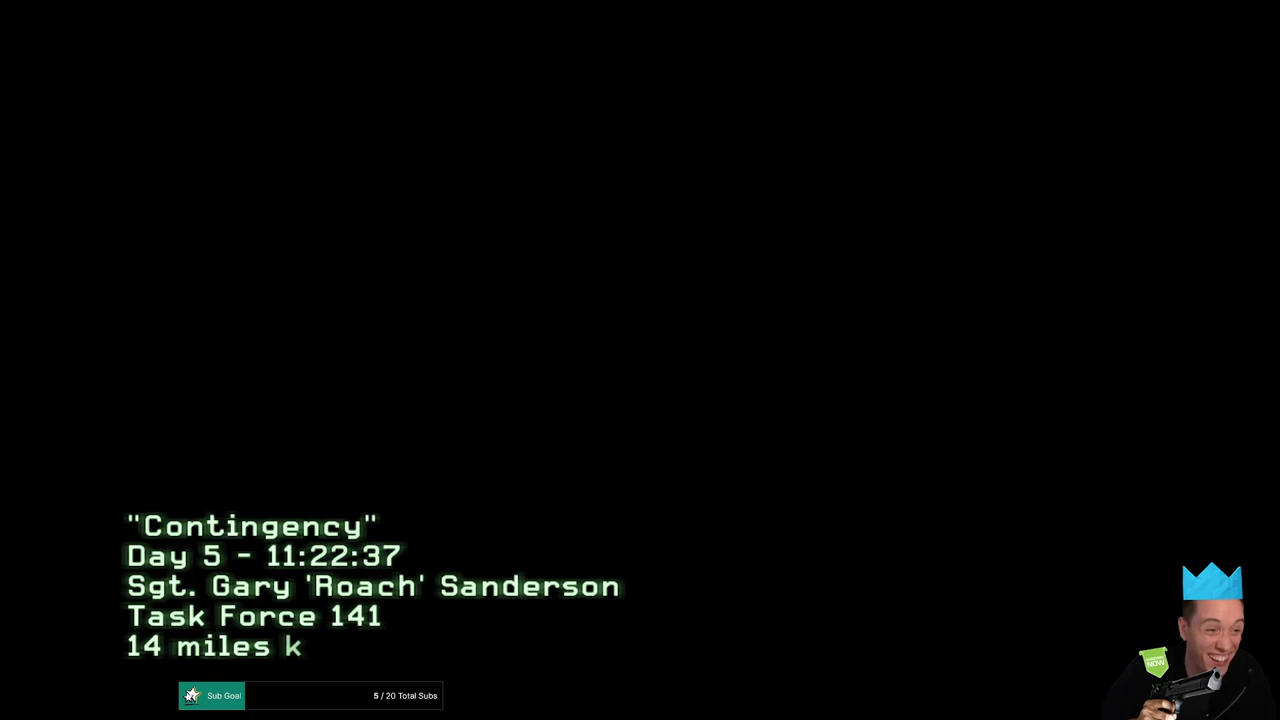 "Contingency"
Day 5 - 11:22:37
Sgt. Gary 'Roach' Sanderson
Task Force 141
14 miles k
Sub Goal
5 / 20 Total Subs
NOW